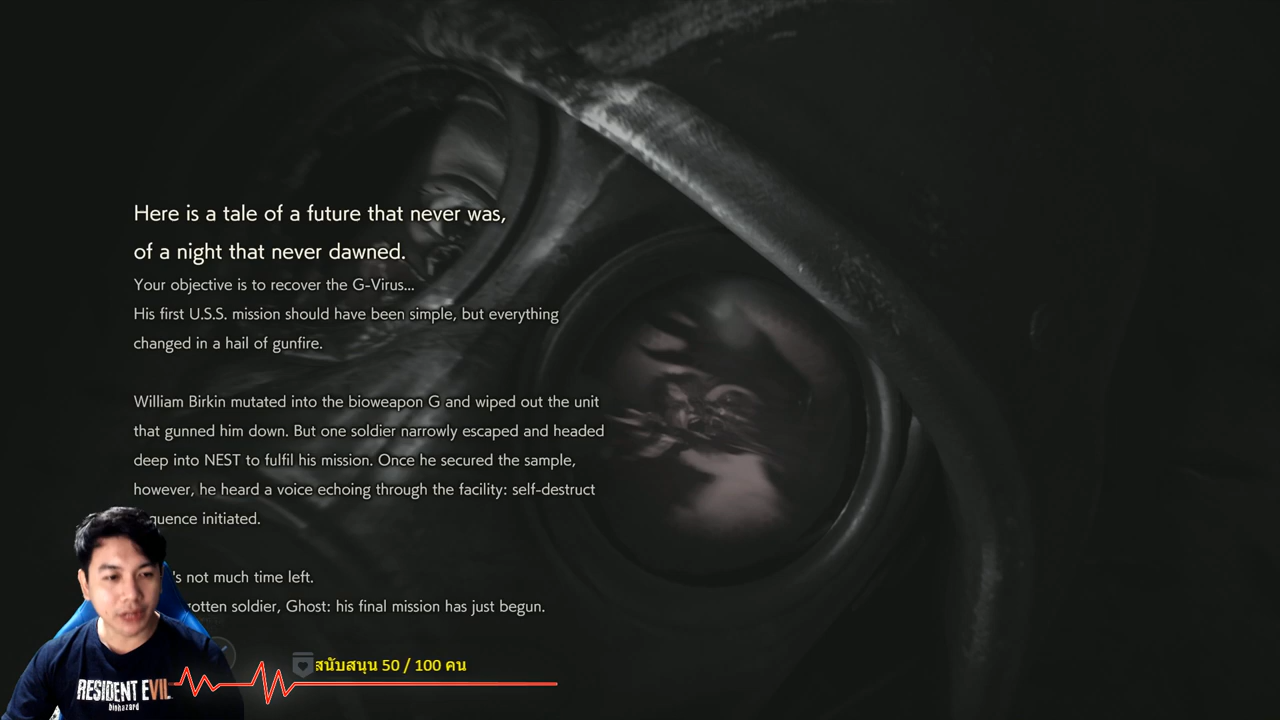 Here is a tale of a future that never was,
of a night that never dawned.
Your objective is to recover the G-Virus...
His first U.S.S. mission should have been simple, but everything
changed in a hail of gunfire.
William Birkin mutated into the bioweapon G and wiped out the unit
that gunned him down. But one soldier narrowly escaped and headed
deep into NEST to fulfil his mission. Once he secured the sample,
however, he heard a voice echoing through the facility: self-destruct
quence initiated.
's not much time left.
gotten soldier, Ghost: his final mission has just begun.
สนับสนุน 50 / 100 คน
RESIDENT EVIL
biohazard